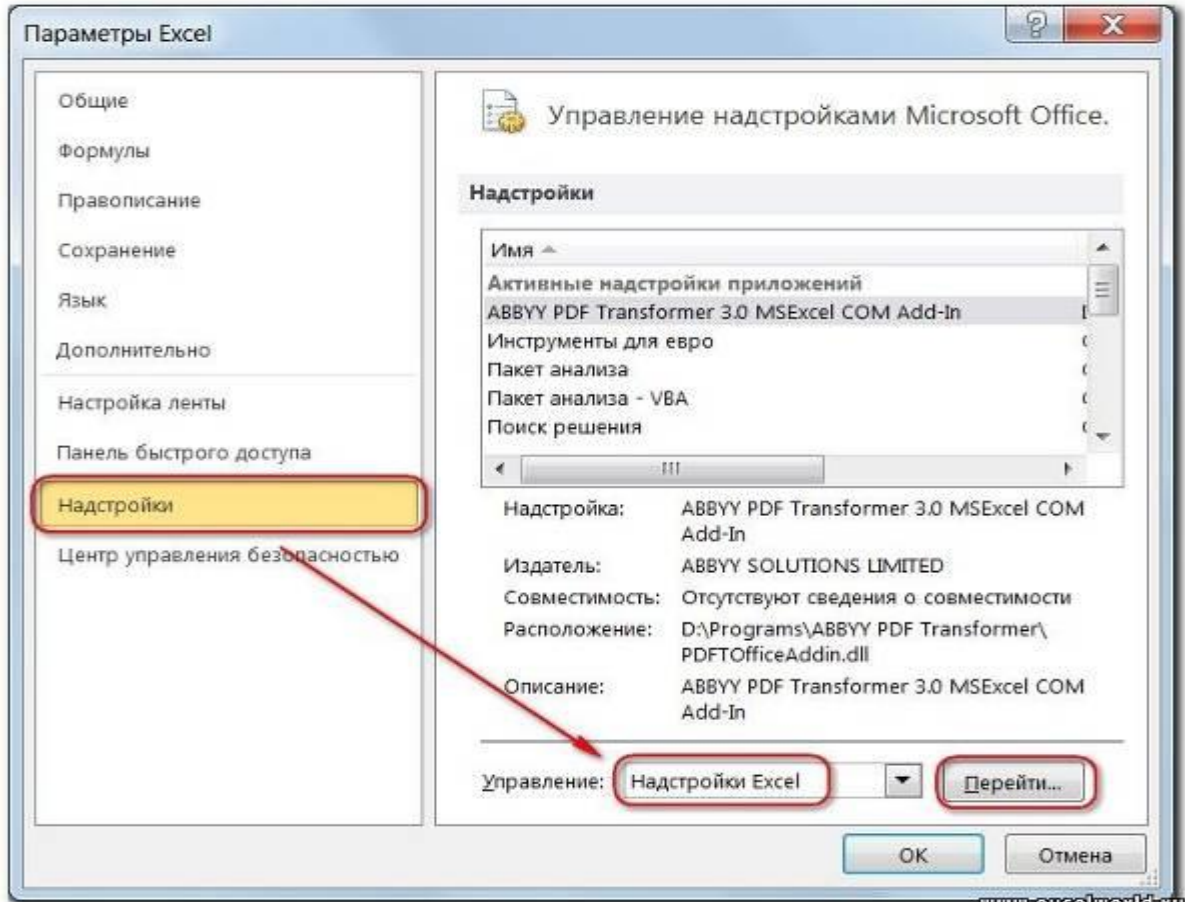 Параметры Excel
Общие
Формулы
Правописание
Сохранение
Язык
Дополнительно
Настройка ленты
Панель быстрого доступа
Надстройки
Центр управления безопасностью
Управление надстройками Microsoft Office.
Надстройки
Имя
Активные надстройки приложений
ABBYY PDF Transformer 3.0 MSExcel COM Add-In
Инструменты для евро
Пакет анализа
Пакет анализа - VBA
Поиск решения
Надстройка: ABBYY PDF Transformer 3.0 MSExcel COM
Add-In
Издатель: ABBYY SOLUTIONS LIMITED
Совместимость: Отсутствуют сведения о совместимости
Расположение: D:\Programs\ABBYY PDF Transformer\
PDFTOfficeAddin.dll
Описание: ABBYY PDF Transformer 3.0 MSExcel COM
Add-In
Управление: Надстройки Excel Перейти...
ОК Отмена